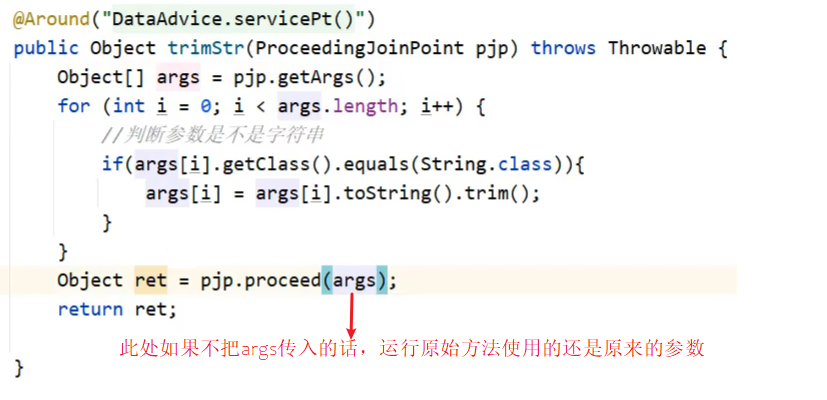 @Around("DataAdvice.servicePt()")
public Object trimStr(ProceedingJoinPoint pjp) throws Throwable {
    Object[] args = pjp.getArgs();
    for (int i = 0; i < args.length; i++) {
        //判断参数是不是字符串
        if(args[i].getClass().equals(String.class)){
            args[i] = args[i].toString().trim();
        }
    }
    Object ret = pjp.proceed(args);
    return ret;
此处如果不把args传入的话，运行原始方法使用的还是原来的参数
}